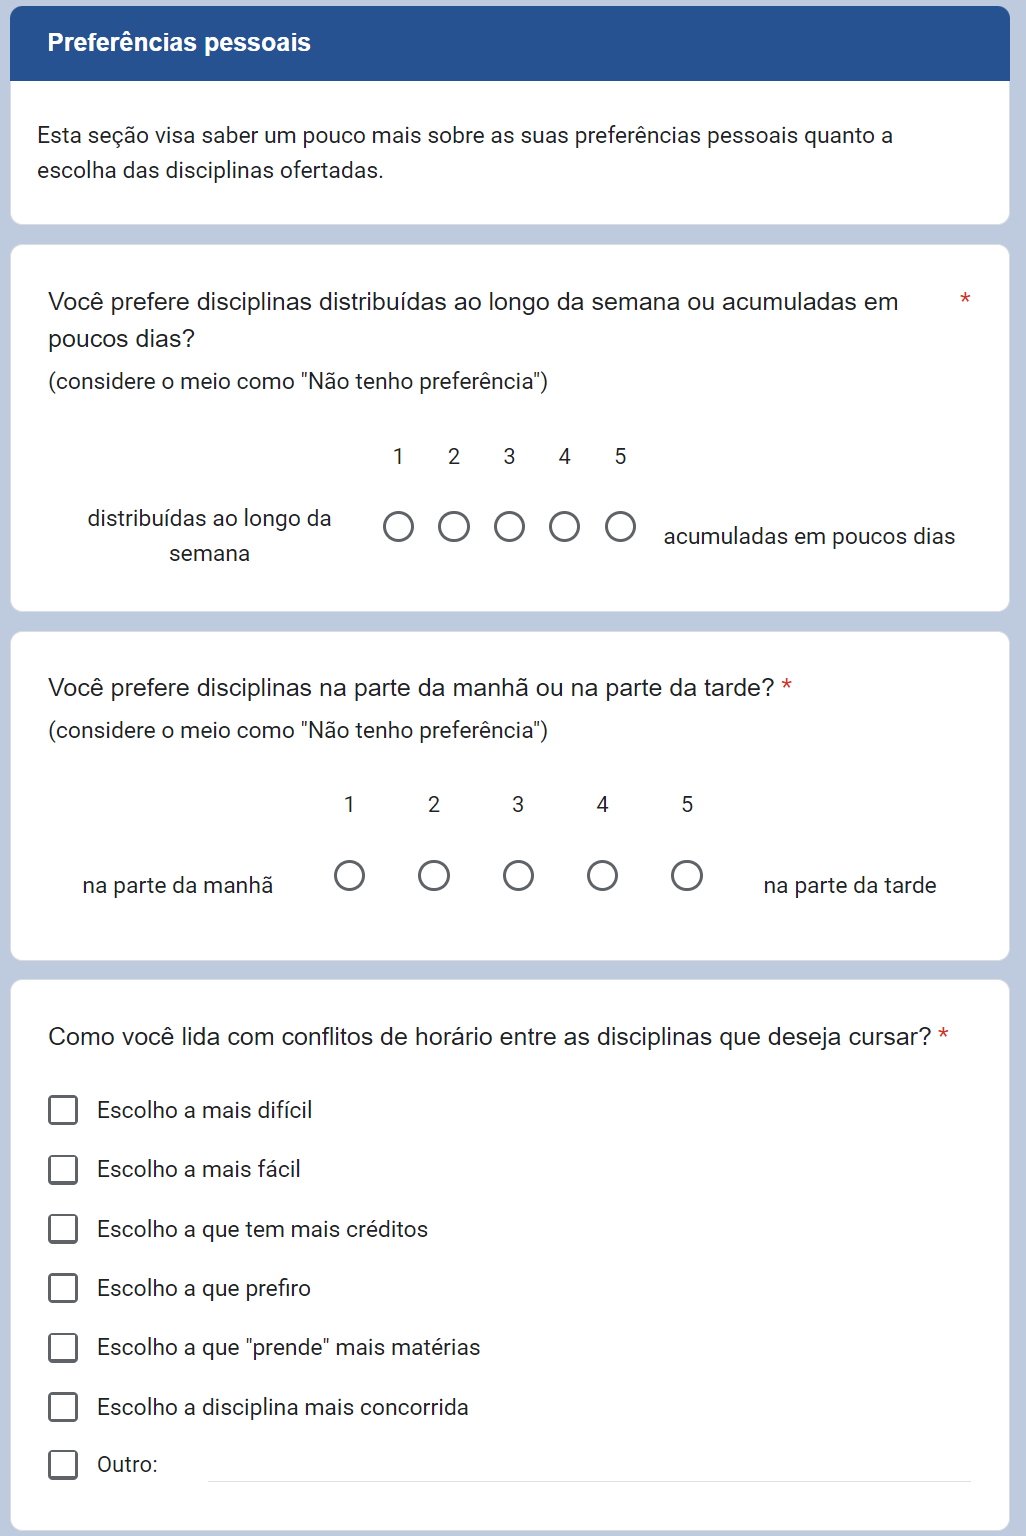 Preferências pessoais
Esta seção visa saber um pouco mais sobre as suas preferências pessoais quanto a
escolha das disciplinas ofertadas.
Você prefere disciplinas distribuídas ao longo da semana ou acumuladas em *
poucos dias?
(considere o meio como "Não tenho preferência")
1 2 3 4 5
distribuídas ao longo da
semana
acumuladas em poucos dias
Você prefere disciplinas na parte da manhã ou na parte da tarde? *
(considere o meio como "Não tenho preferência")
1 2 3 4 5
na parte da manhã
na parte da tarde
Como você lida com conflitos de horário entre as disciplinas que deseja cursar? *
Escolho a mais difícil
Escolho a mais fácil
Escolho a que tem mais créditos
Escolho a que prefiro
Escolho a que "prende" mais matérias
Escolho a disciplina mais concorrida
Outro: